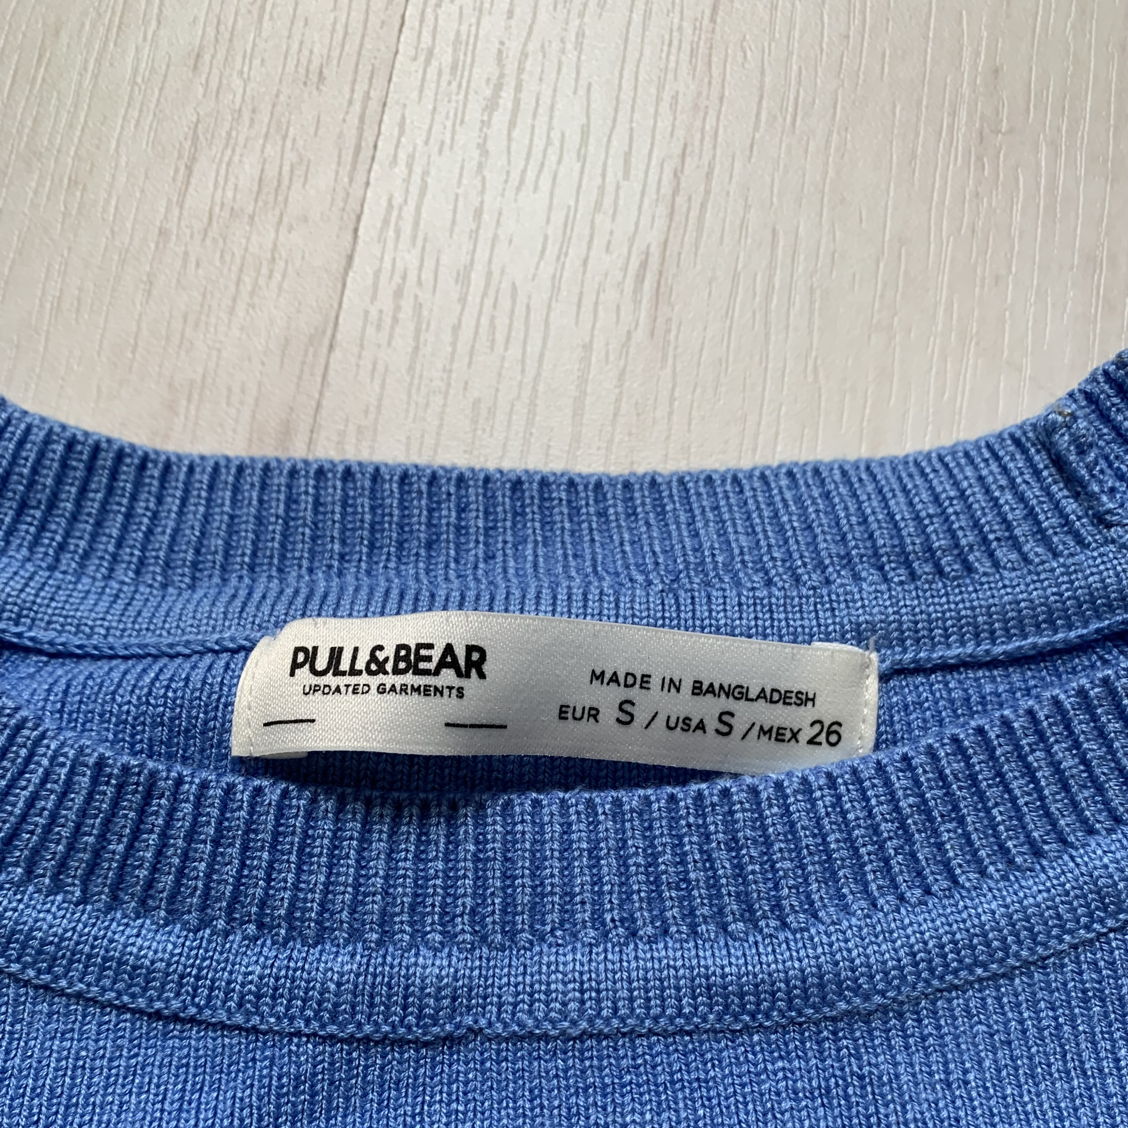 PULL&BEAR
UPDATED GARMENTS
MADE IN BANGLADESH
EUR S / USA S / MEX 26